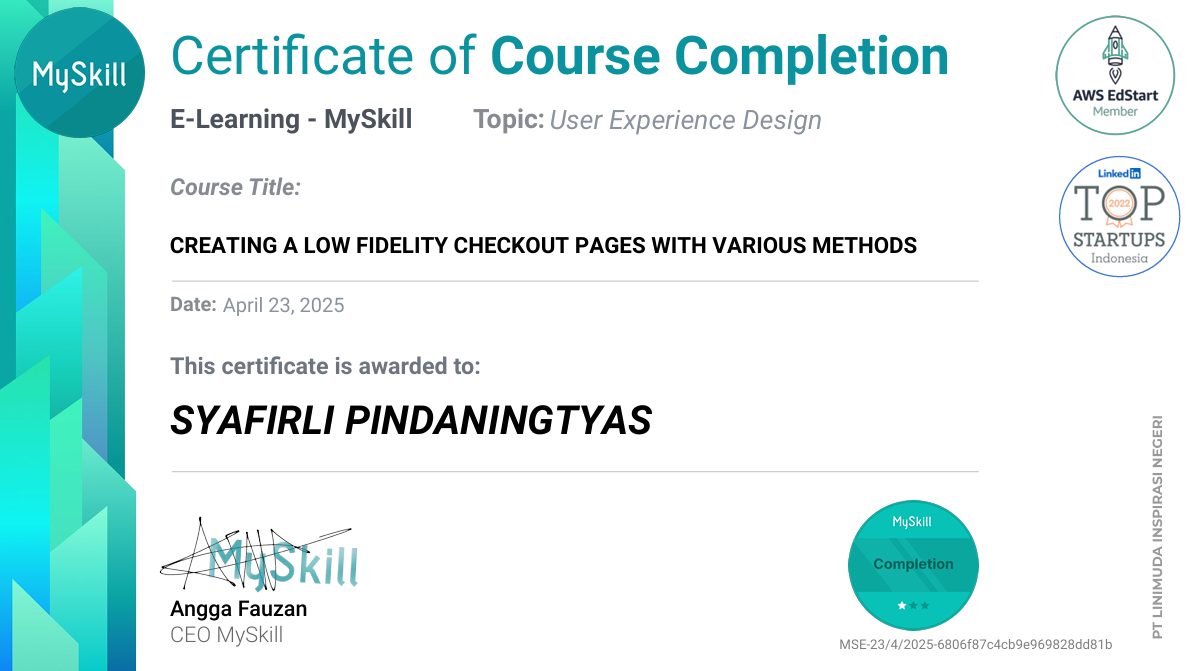 MySkill
Certificate of Course Completion
E-Learning - MySkill
Topic: User Experience Design
Course Title:
CREATING A LOW FIDELITY CHECKOUT PAGES WITH VARIOUS METHODS
Date: April 23, 2025
This certificate is awarded to:
SYAFIRLI PINDANINGTYAS
MySkill
Angga Fauzan
CEO MySkill
AWS EdStart
Member
LinkedIn
TOP
2022
STARTUPS
Indonesia
PT LINIMUDA INSPIRASI NEGERI
MySkill
Completion
MSE-23/4/2025-6806f87c4cb9e969828dd81b